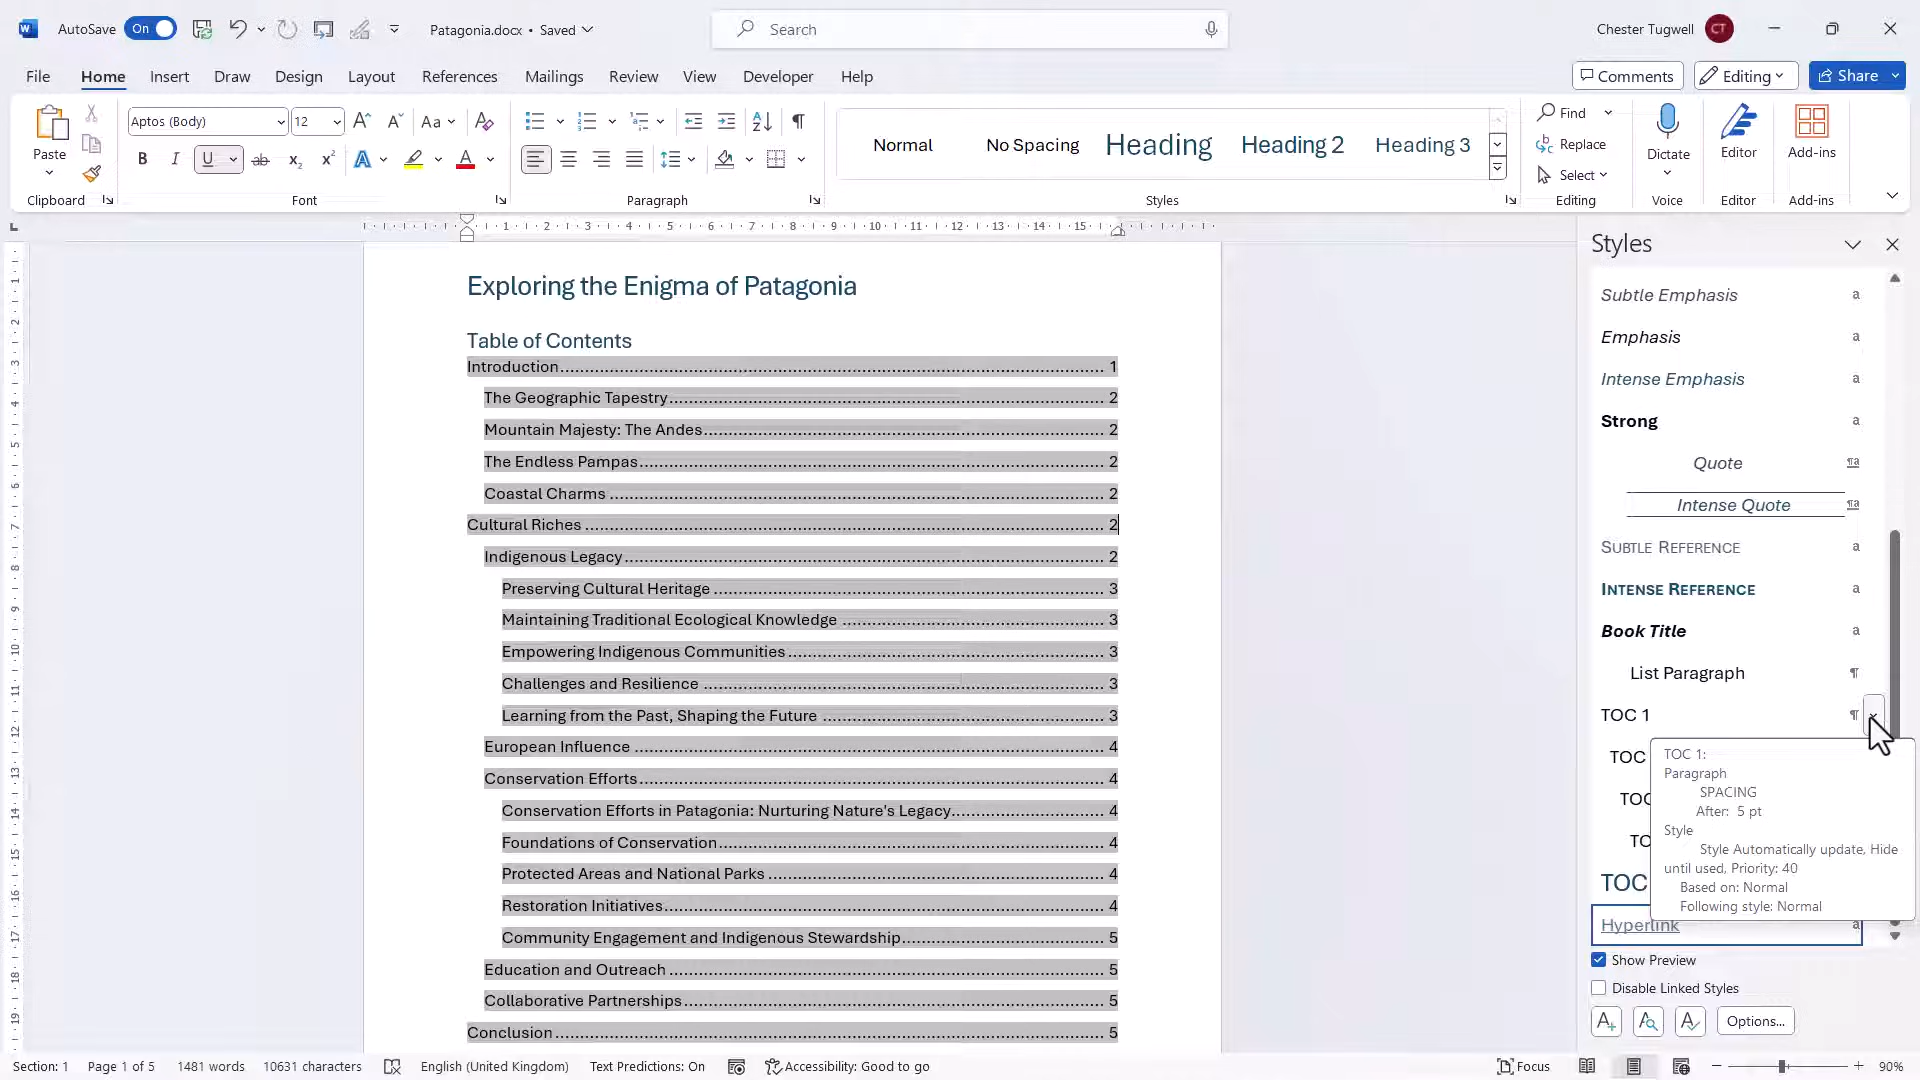 AutoSave On Patagonia.docx • Saved Search Chester Tugwell CT
File Home Insert Draw Design Layout References Mailings Review View Developer Help Comments Editing Share
Paste Aptos (Body) 12 Normal No Spacing Heading Heading 2 Heading 3 Find Replace Select Dictate Editor Add-ins
Clipboard Font Paragraph Styles Editing Voice Editor Add-ins
Styles
Exploring the Enigma of Patagonia
Table of Contents
Introduction 1
The Geographic Tapestry 2
Mountain Majesty: The Andes 2
The Endless Pampas 2
Coastal Charms 2
Cultural Riches 2
Indigenous Legacy 2
Preserving Cultural Heritage 3
Maintaining Traditional Ecological Knowledge 3
Empowering Indigenous Communities 3
Challenges and Resilience 3
Learning from the Past, Shaping the Future 3
European Influence 4
Conservation Efforts 4
Conservation Efforts in Patagonia: Nurturing Nature's Legacy 4
Foundations of Conservation 4
Protected Areas and National Parks 4
Restoration Initiatives 4
Community Engagement and Indigenous Stewardship 5
Education and Outreach 5
Collaborative Partnerships 5
Conclusion 5
Subtle Emphasis a
Emphasis a
Intense Emphasis a
Strong a
Quote ¶a
Intense Quote ¶a
Subtle Reference a
Intense Reference a
Book Title a
List Paragraph ¶
TOC 1 ¶
TOC
TOC
TO
TOC
Hyperlink a
TOC 1:
Paragraph
SPACING
After: 5 pt
Style
Style Automatically update, Hide
until used, Priority: 40
Based on: Normal
Following style: Normal
Show Preview
Disable Linked Styles
Options...
Section: 1 Page 1 of 5 1481 words 10631 characters English (United Kingdom) Text Predictions: On Accessibility: Good to go Focus 90%